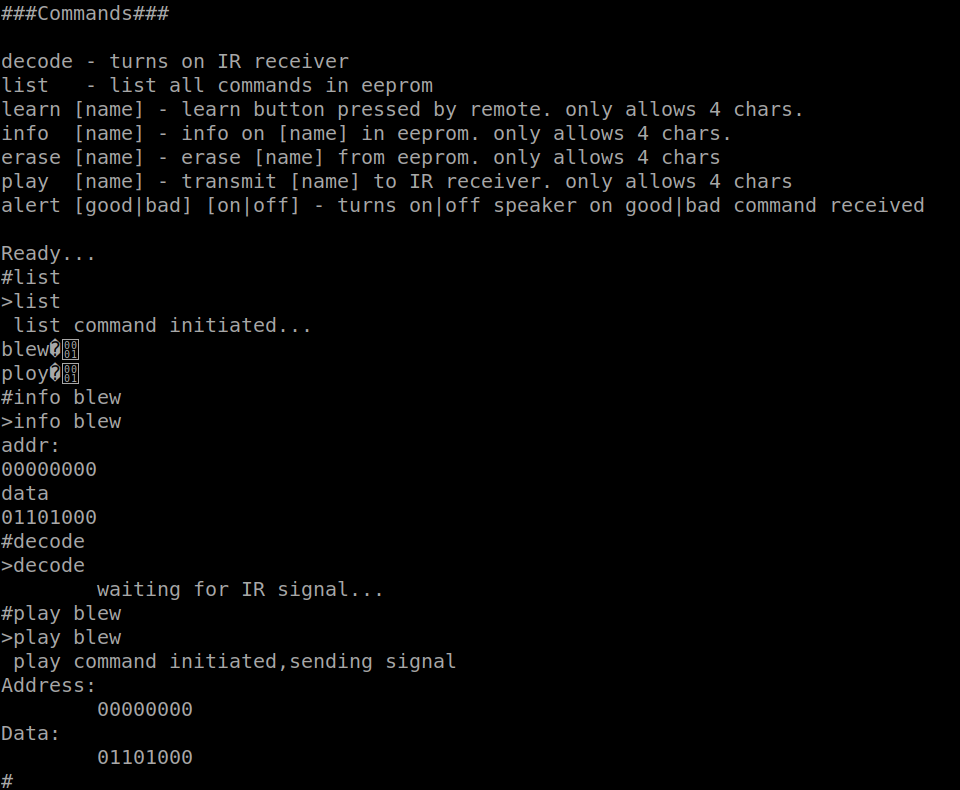 ###Commands###

decode - turns on IR receiver
list   - list all commands in eeprom
learn [name] - learn button pressed by remote. only allows 4 chars.
info  [name] - info on [name] in eeprom. only allows 4 chars.
erase [name] - erase [name] from eeprom. only allows 4 chars
play  [name] - transmit [name] to IR receiver. only allows 4 chars
alert [good|bad] [on|off] - turns on|off speaker on good|bad command received

Ready...
#list
>list
 list command initiated...
blew�
ploy�
#info blew
>info blew
addr:
00000000
data
01101000
#decode
>decode
        waiting for IR signal...
#play blew
>play blew
 play command initiated,sending signal
Address:
        00000000
Data:
        01101000
#